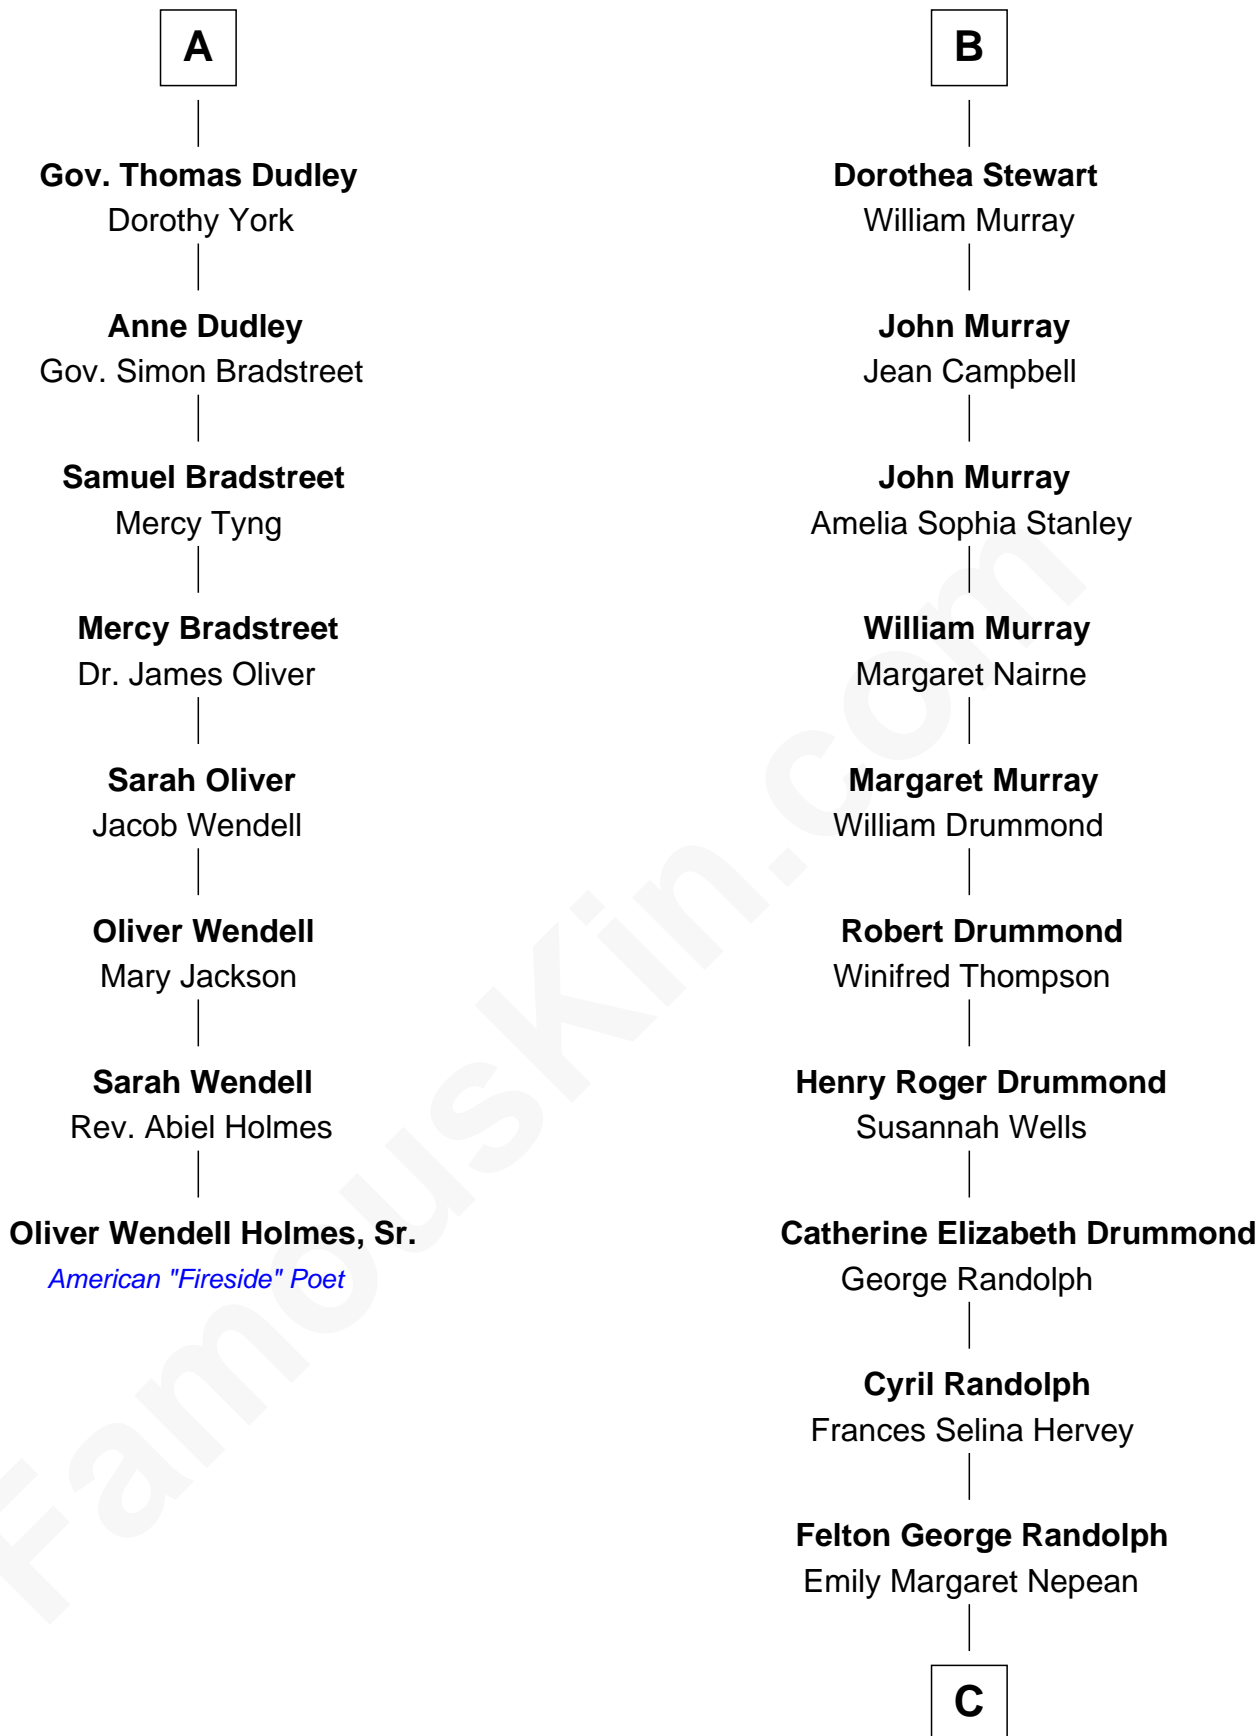 A
Gov. Thomas Dudley
Dorothy York
Anne Dudley
Gov. Simon Bradstreet
Samuel Bradstreet
Mercy Tyng
Mercy Bradstreet
Dr. James Oliver
Sarah Oliver
Jacob Wendell
Oliver Wendell
Mary Jackson
Sarah Wendell
Rev. Abiel Holmes
Oliver Wendell Holmes, Sr.
American "Fireside" Poet
B
Dorothea Stewart
William Murray
John Murray
Jean Campbell
John Murray
Amelia Sophia Stanley
William Murray
Margaret Nairne
Margaret Murray
William Drummond
Robert Drummond
Winifred Thompson
Henry Roger Drummond
Susannah Wells
Catherine Elizabeth Drummond
George Randolph
Cyril Randolph
Frances Selina Hervey
Felton George Randolph
Emily Margaret Nepean
C
FamousKin.com